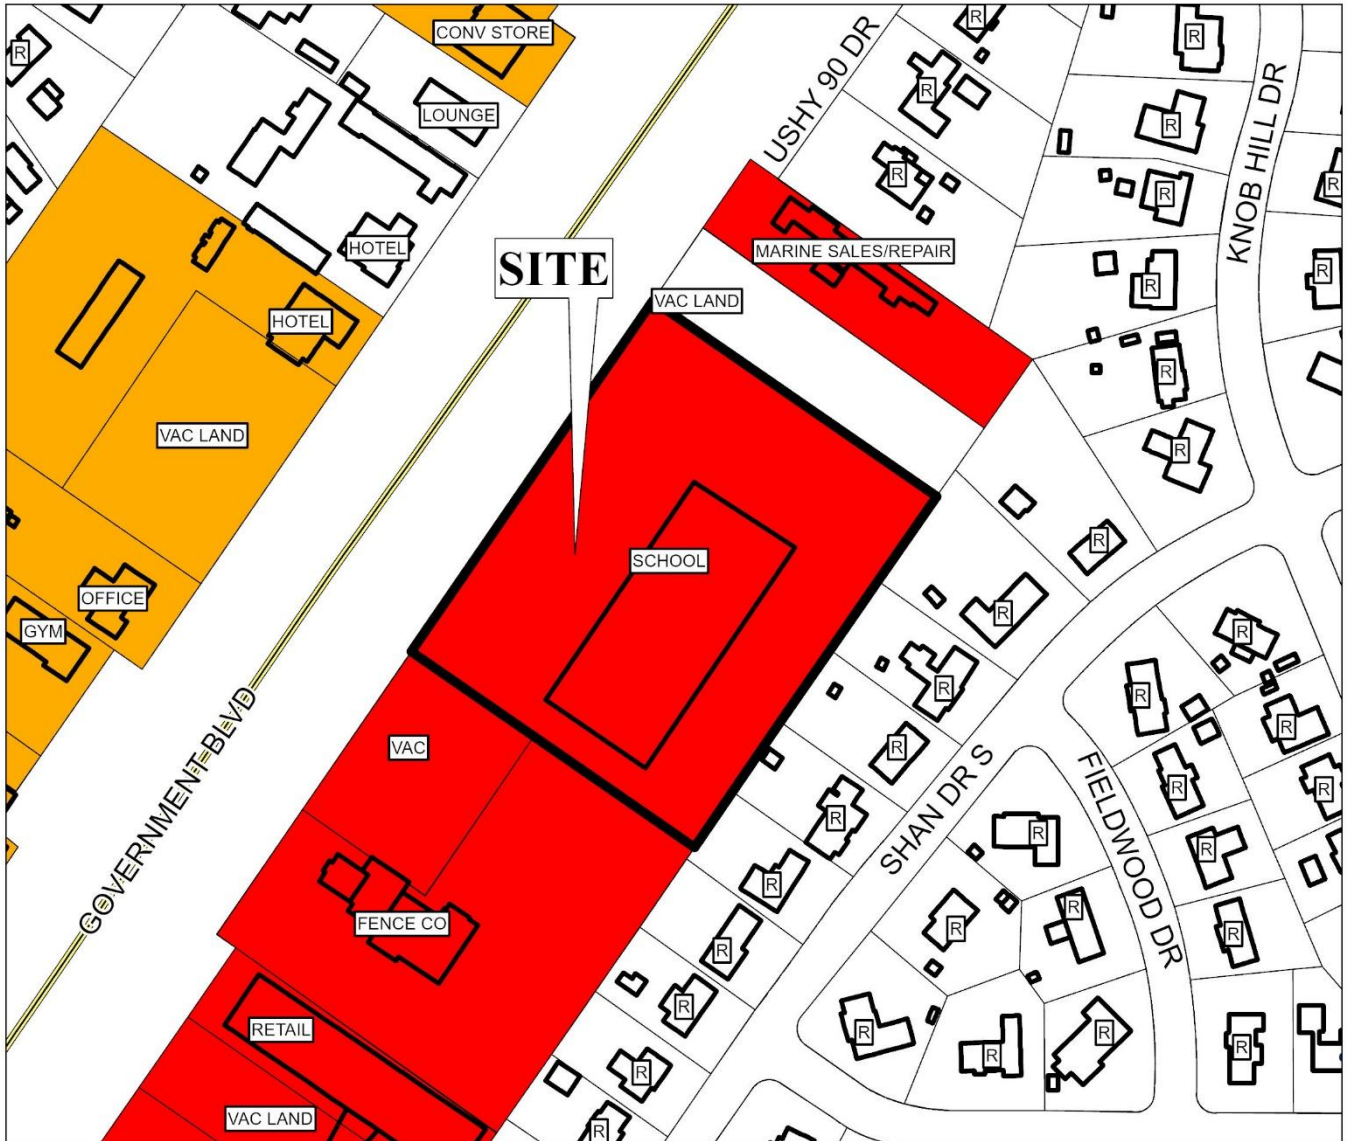 CONV STORE
R
R
R
USHY 90 DR
R
LOUNGE
KNOB HILL DR
R
R
R
R
HOTEL
MARINE SALES/REPAIR
SITE
R
R
VAC LAND
HOTEL
R
VAC LAND
R
R
SCHOOL
OFFICE
R
GYM
R
R
R
GOVERNMENT BLVD
R
VAC
R
SHAN DR S
FIELDWOOD DR
R
R
R
R
R
R
R
FENCE CO
R
R
R
R
R
RETAIL
R
R
R
R
R
VAC LAND
R